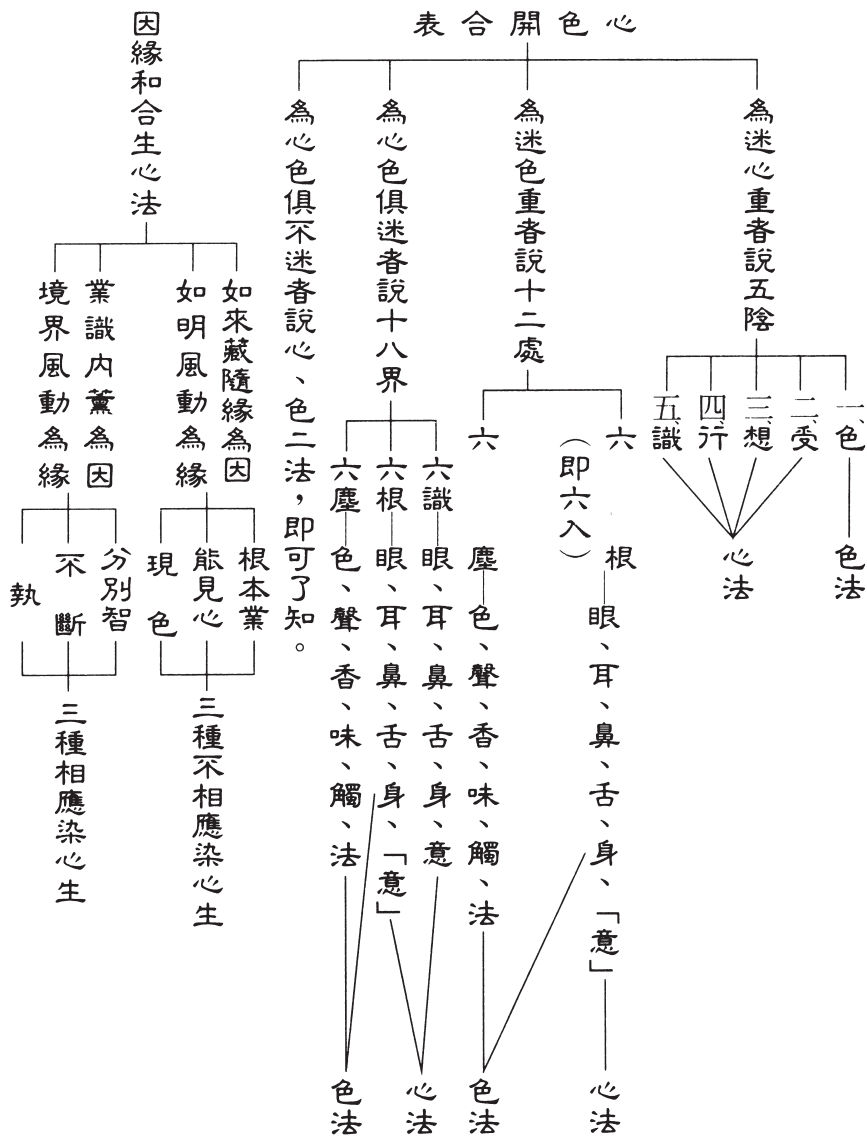 心色開合表
為迷心重者說五陰
一、色
二、受
三、想
四、行
五、識
色法
心法
為迷色重者說十二處
六根
(即六入)
眼、耳、鼻、舌、身、「意」
六塵
色、聲、香、味、觸、法
心法
色法
為心色俱迷者說十八界
六識
眼、耳、鼻、舌、身、意
六根
眼、耳、鼻、舌、身、「意」
六塵
色、聲、香、味、觸、法
心法
色法
為心色俱不迷者說心、色二法,即可了知。
因緣和合生心法
如來藏隨緣為因
如明風動為緣
根本業
能見心
現色
三種不相應染心生
業識內薰為因
境界風動為緣
分別智
不斷
執
三種相應染心生